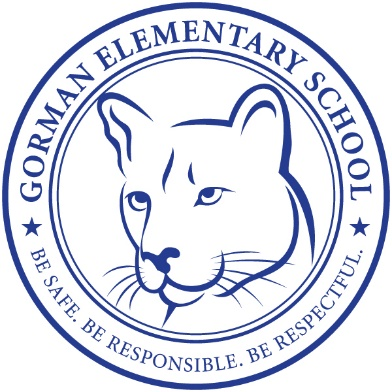 GORMAN ELEMENTARY SCHOOL
BE SAFE. BE RESPONSIBLE. BE RESPECTFUL.